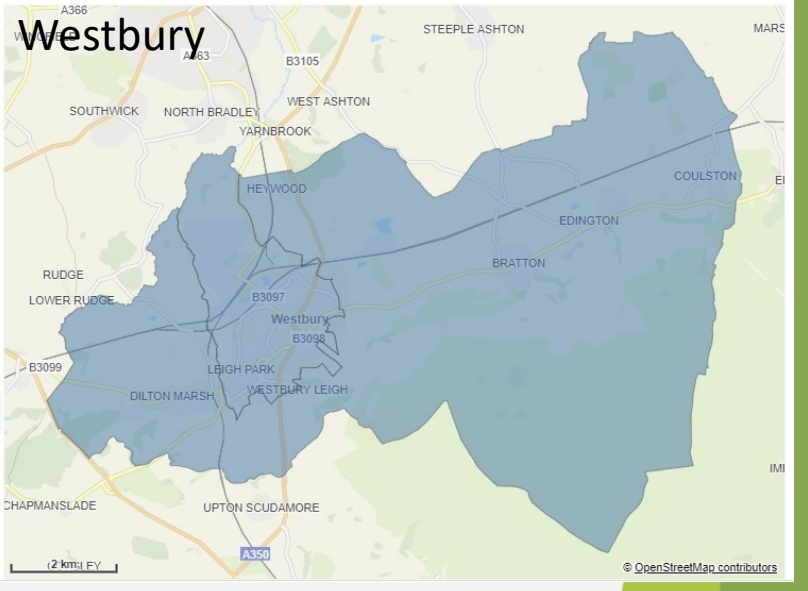 A366
Westbury
STEEPLE ASHTON
A363
B3105
WEST ASHTON
SOUTHWICK
NORTH BRADLEY
YARNBROOK
HEYWOOD
COULSTON
EDINGTON
BRATTON
RUDGE
LOWER RUDGE
B3097
Westbury
B3098
B3099
LEIGH PARK
DILTON MARSH
WESTBURY LEIGH
CHAPMANSLADE
UPTON SCUDAMORE
A350
2 km
© OpenStreetMap contributors